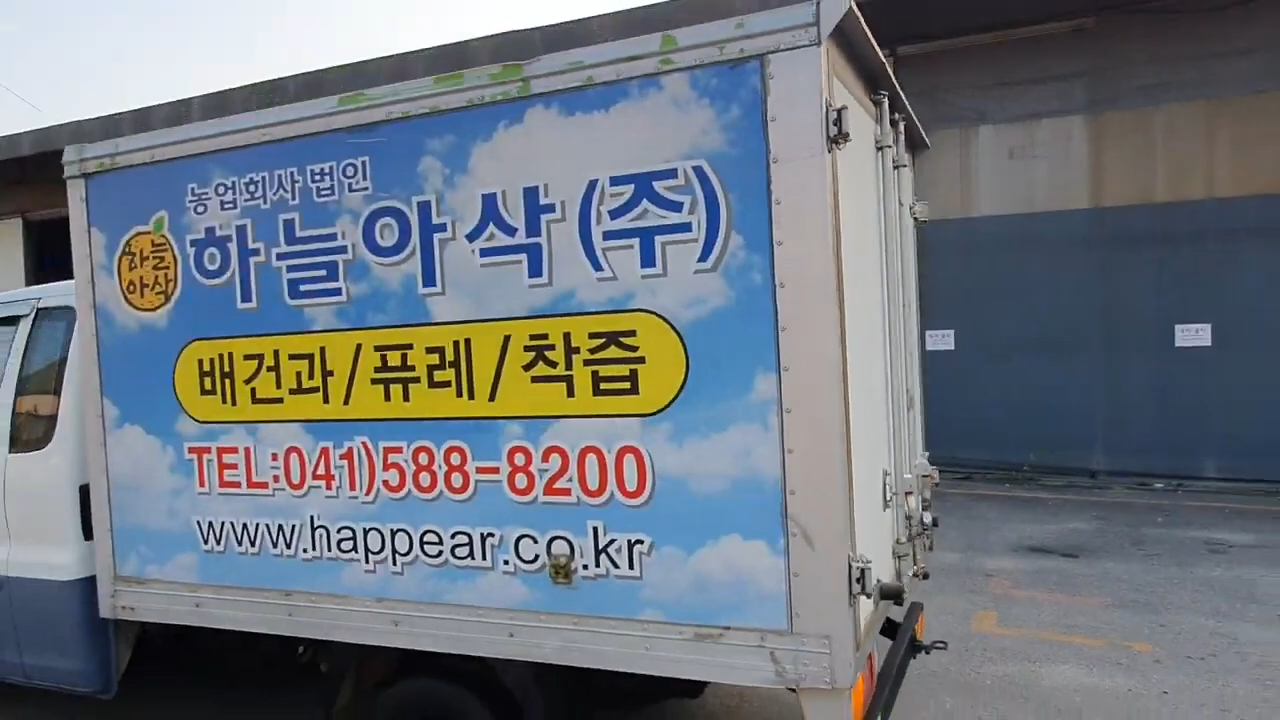 농업회사 법인
하늘
아삭
하늘아삭(주)
배건과/퓨레/착즙
TEL:041)588-8200
www.happear.co.kr